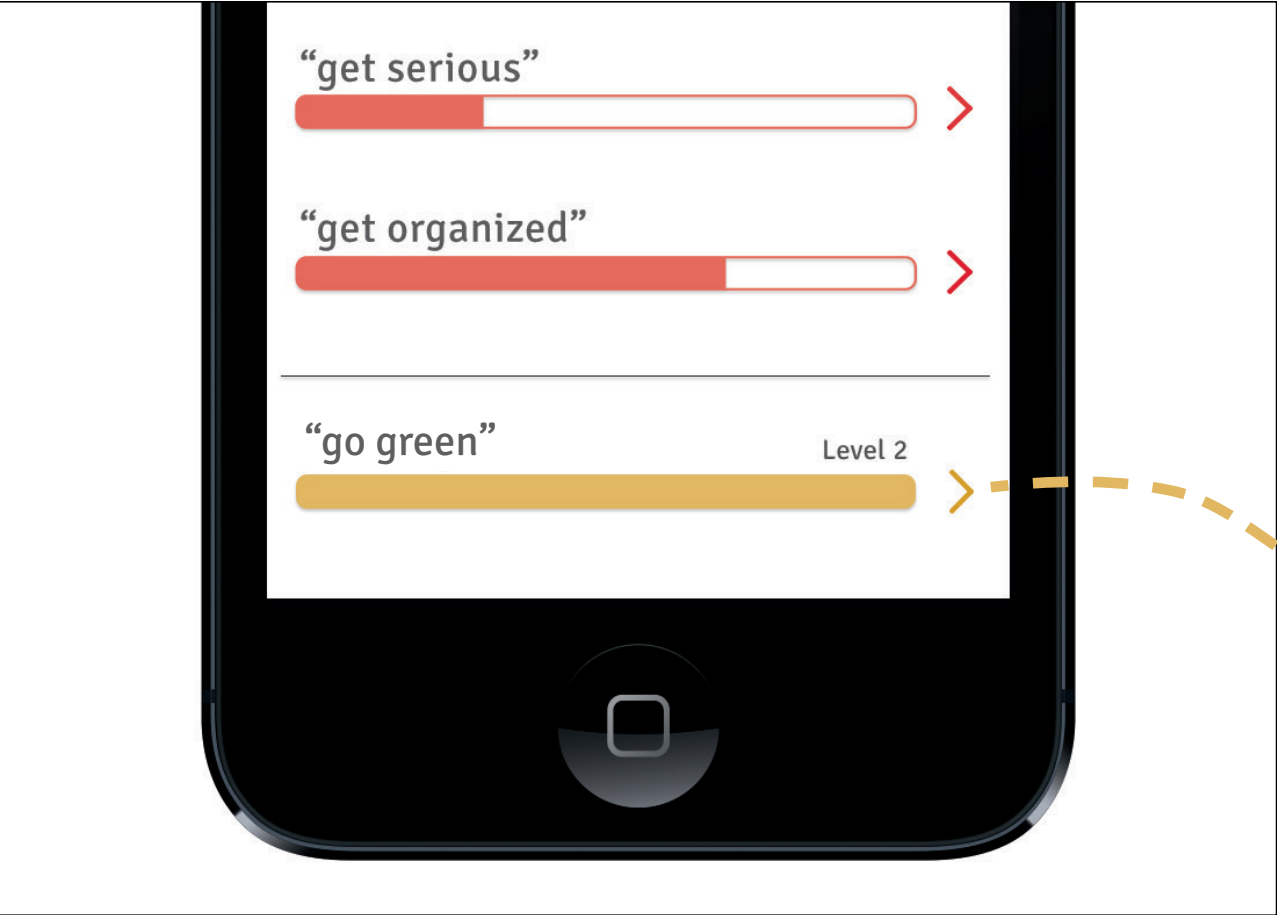 “get serious”
“get organized”
“go green”
Level 2